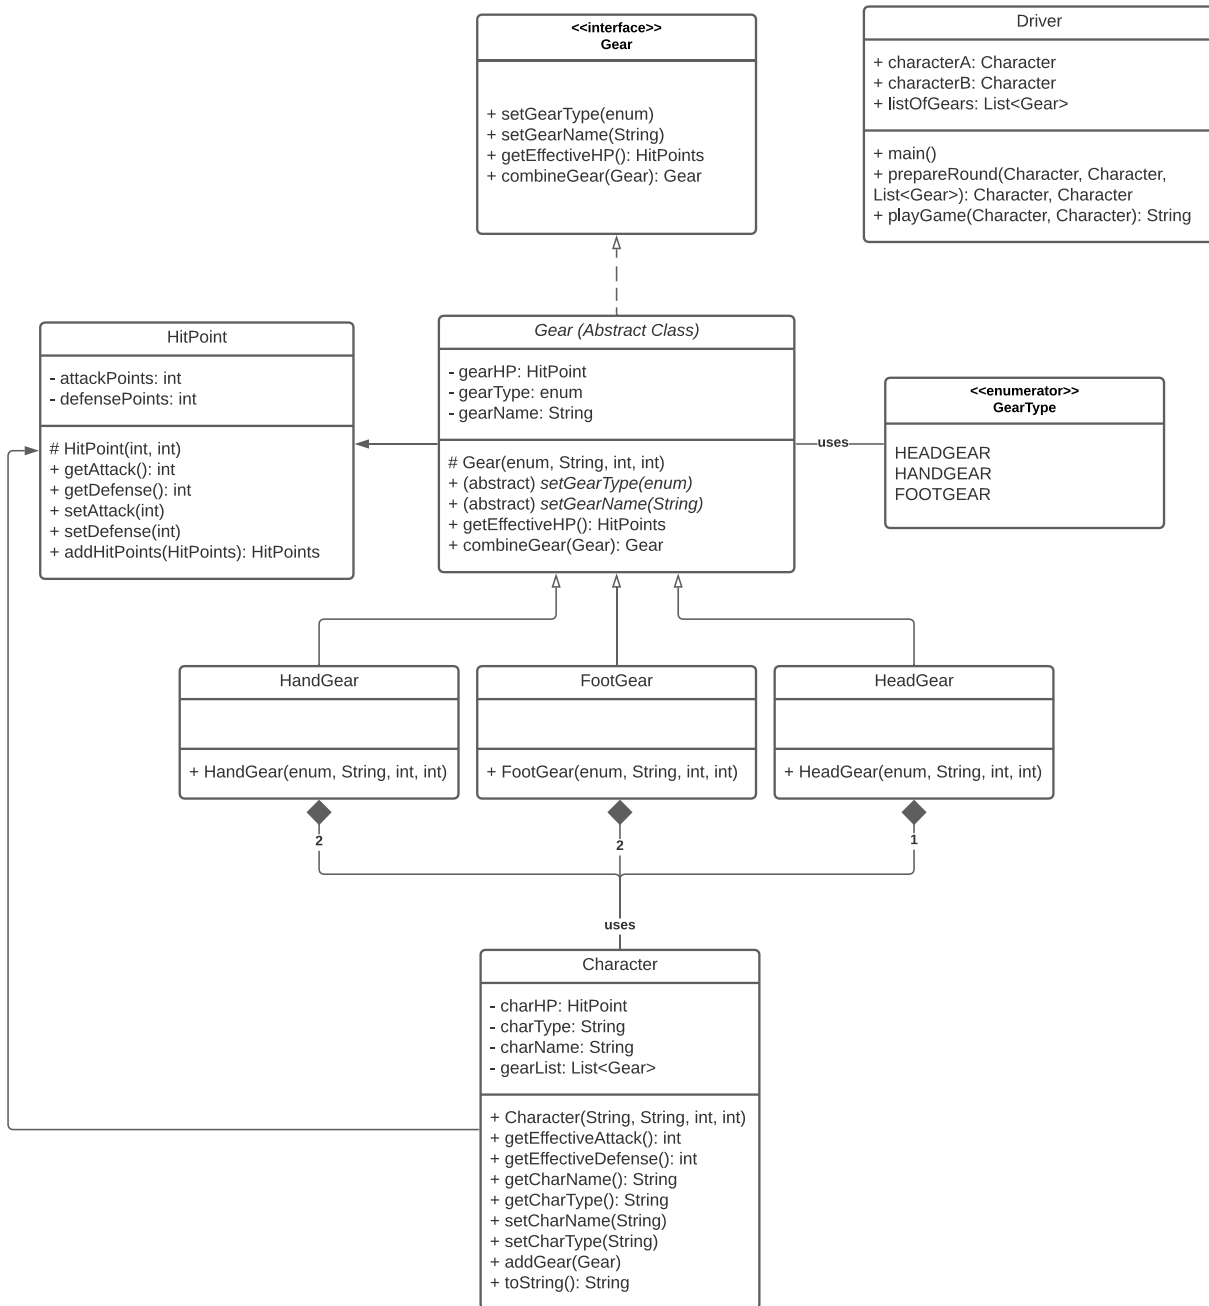 <<interface>>
Gear
+ setGearType(enum)
+ setGearName(String)
+ getEffectiveHP(): HitPoints
+ combineGear(Gear): Gear
Driver
+ characterA: Character
+ characterB: Character
+ listOfGears: List<Gear>
+ main()
+ prepareRound(Character, Character,
List<Gear>): Character, Character
+ playGame(Character, Character): String
HitPoint
- attackPoints: int
- defensePoints: int
# HitPoint(int, int)
+ getAttack(): int
+ getDefense(): int
+ setAttack(int)
+ setDefense(int)
+ addHitPoints(HitPoints): HitPoints
Gear (Abstract Class)
- gearHP: HitPoint
- gearType: enum
- gearName: String
# Gear(enum, String, int, int)
+ (abstract) setGearType(enum)
+ (abstract) setGearName(String)
+ getEffectiveHP(): HitPoints
+ combineGear(Gear): Gear
uses
<<enumerator>>
GearType
HEADGEAR
HANDGEAR
FOOTGEAR
HandGear
+ HandGear(enum, String, int, int)
FootGear
+ FootGear(enum, String, int, int)
HeadGear
+ HeadGear(enum, String, int, int)
2
2
1
uses
Character
- charHP: HitPoint
- charType: String
- charName: String
- gearList: List<Gear>
+ Character(String, String, int, int)
+ getEffectiveAttack(): int
+ getEffectiveDefense(): int
+ getCharName(): String
+ getCharType(): String
+ setCharName(String)
+ setCharType(String)
+ addGear(Gear)
+ toString(): String